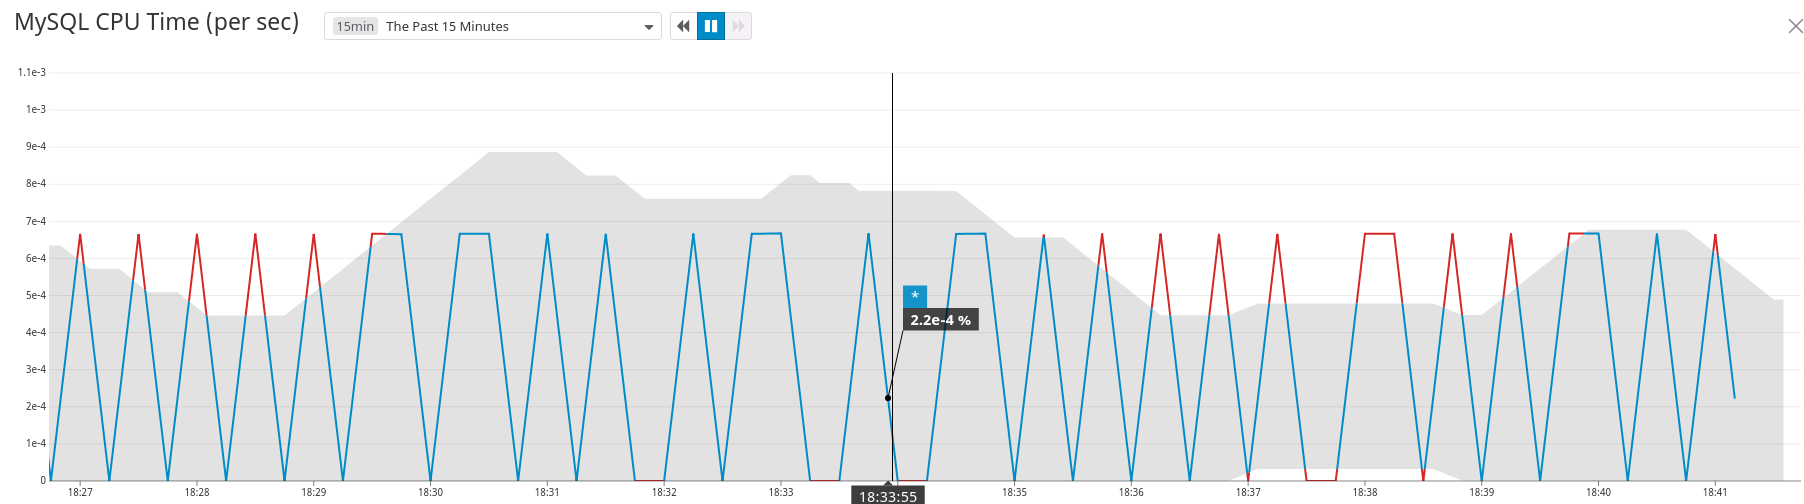 MySQL CPU Time (per sec)
15min The Past 15 Minutes
1.1e-3
1e-3
9e-4
8e-4
7e-4
6e-4
5e-4
4e-4
3e-4
2e-4
1e-4
0
*
2.2e-4 %
18:27 18:28 18:29 18:30 18:31 18:32 18:33 18:33:55 18:35 18:36 18:37 18:38 18:39 18:40 18:41